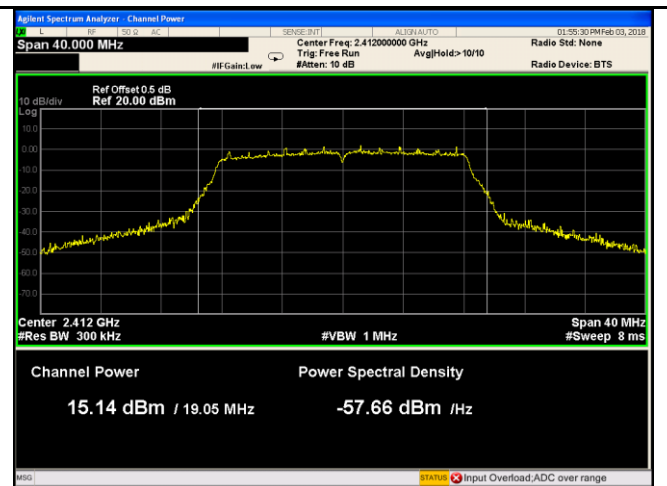 Agilent Spectrum Analyzer - Channel Power
L RF 50 Ω AC SENSE:INT ALIGN AUTO 01:55:30 PM Feb 03, 2018
Span 40.000 MHz Center Freq: 2.412000000 GHz Radio Std: None
Trig: Free Run Avg|Hold:>10/10
#IFGain:Low #Atten: 10 dB Radio Device: BTS
Ref Offset 0.5 dB
10 dB/div Ref 20.00 dBm
Log
10.0
0.00
-10.0
-20.0
-30.0
-40.0
-50.0
-60.0
-70.0
Center 2.412 GHz Span 40 MHz
#Res BW 300 kHz #VBW 1 MHz #Sweep 8 ms
Channel Power Power Spectral Density
15.14 dBm / 19.05 MHz -57.66 dBm /Hz
MSG STATUS Input Overload;ADC over range